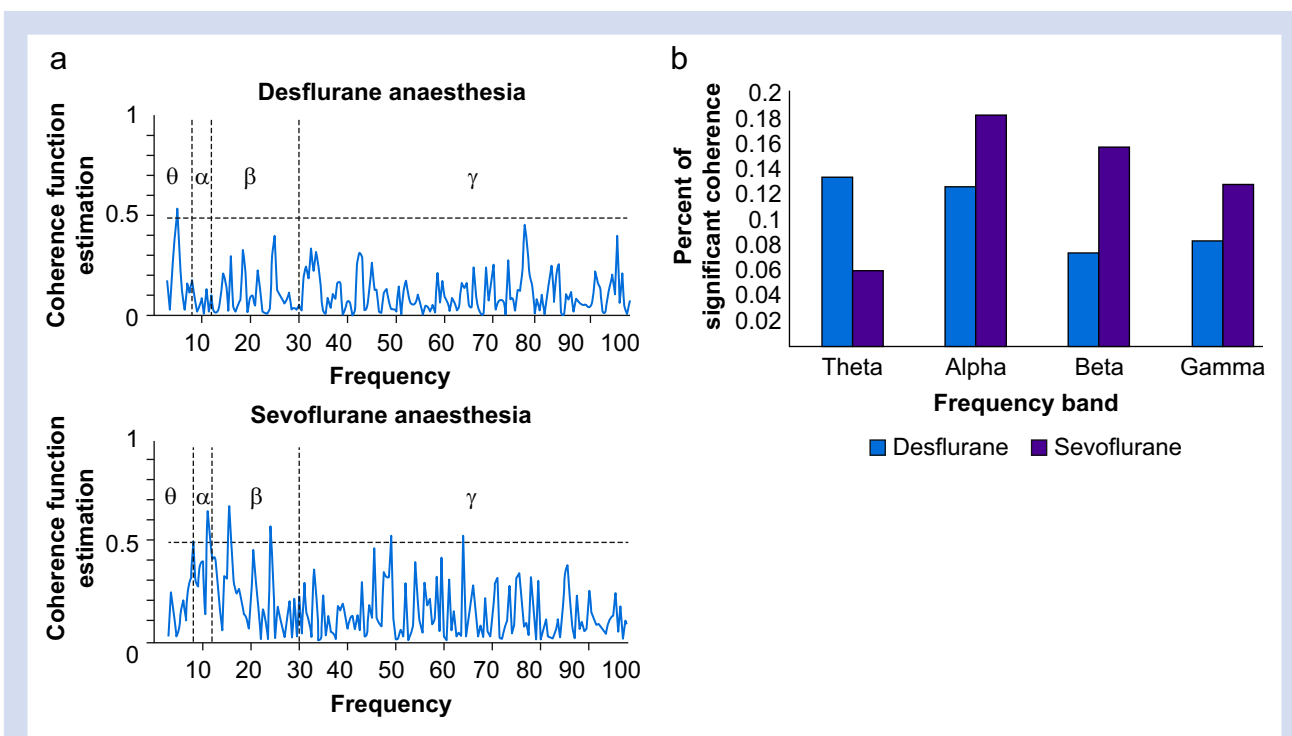 a
Desflurane anaesthesia
Coherence function
estimation
1
0.5
0
θ α β γ
10 20 30 40 50 60 70 80 90 100
Frequency
Sevoflurane anaesthesia
Coherence function
estimation
1
0.5
0
θ α β γ
10 20 30 40 50 60 70 80 90 100
Frequency
b
Percent of
significant coherence
0.2
0.18
0.16
0.14
0.12
0.1
0.08
0.06
0.04
0.02
Theta Alpha Beta Gamma
Frequency band
Desflurane Sevoflurane